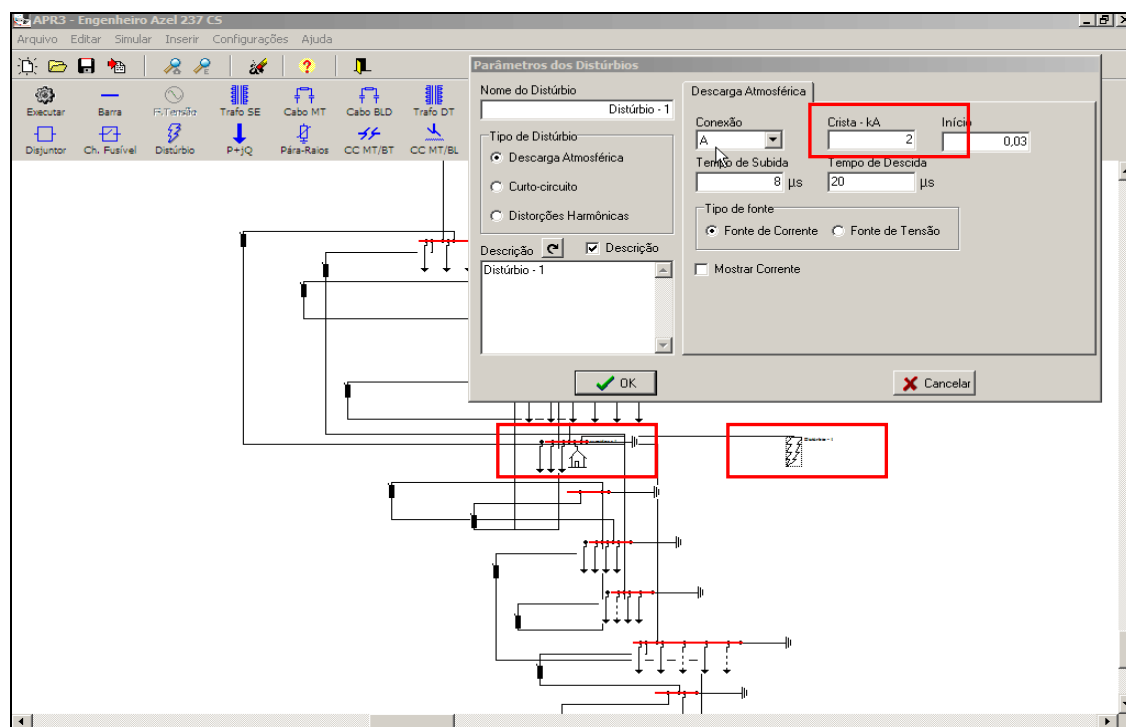 APR3 - Engenheiro Azel 237 CS
Arquivo Editar Simular Inserir Configurações Ajuda
Executar Barra F.Tensão Trafo SE Cabo MT Cabo BLD Trafo DT
Disjuntor Ch. Fusível Distúrbio P+jQ Pára-Raios CC MT/BT CC MT/BL
Parâmetros dos Distúrbios
Nome do Distúrbio
Distúrbio - 1
Tipo de Distúrbio
Descarga Atmosférica
Curto-circuito
Distorções Harmônicas
Descrição Descrição
Distúrbio - 1
Descarga Atmosférica
Conexão Crista - kA Início
A 2 0,03
Tempo de Subida Tempo de Descida
8 µs 20 µs
Tipo de fonte
Fonte de Corrente Fonte de Tensão
Mostrar Corrente
OK Cancelar
Distúrbio - 1